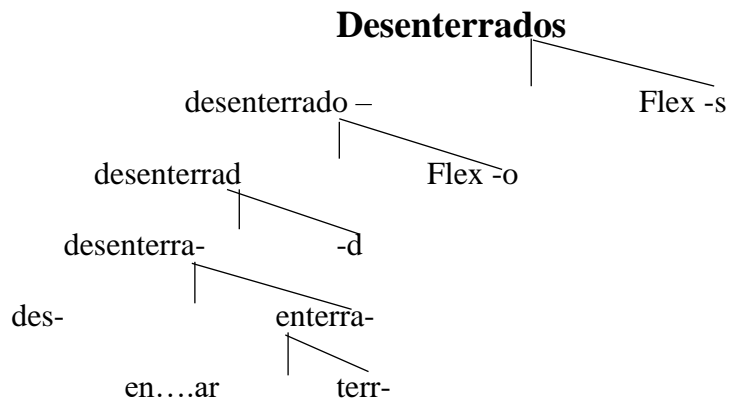 Desenterrados
desenterrado – Flex -s
desenterrad Flex -o
desenterra- -d
des- enterra-
en….ar terr-